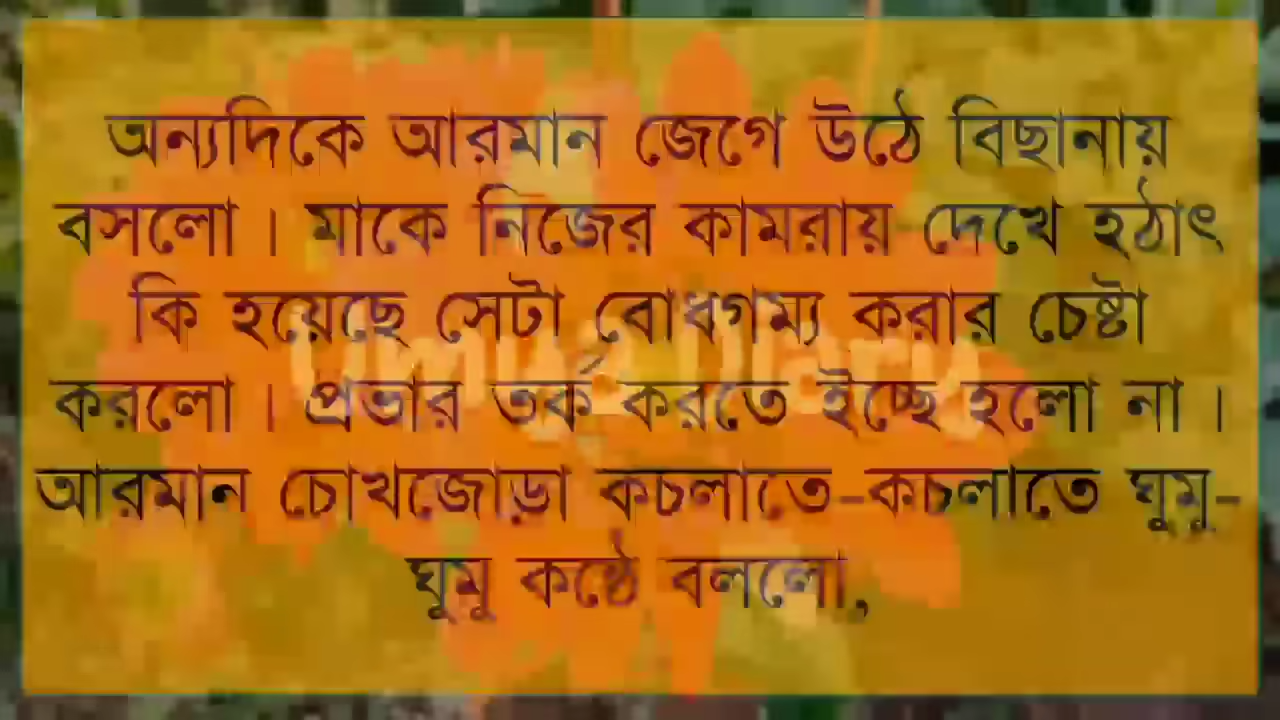 অন্যদিকে আরমান জেগে উঠে বিছানায়
বসলো। মাকে নিজের কামরায় দেখে হঠাৎ
কি হয়েছে সেটা বোধগম্য করার চেষ্টা
করলো। প্রভার তর্ক করতে ইচ্ছে হলো না।
আরমান চোখজোড়া কচলাতে-কচলাতে ঘুমু-
ঘুমু কন্ঠে বললো,
Diary